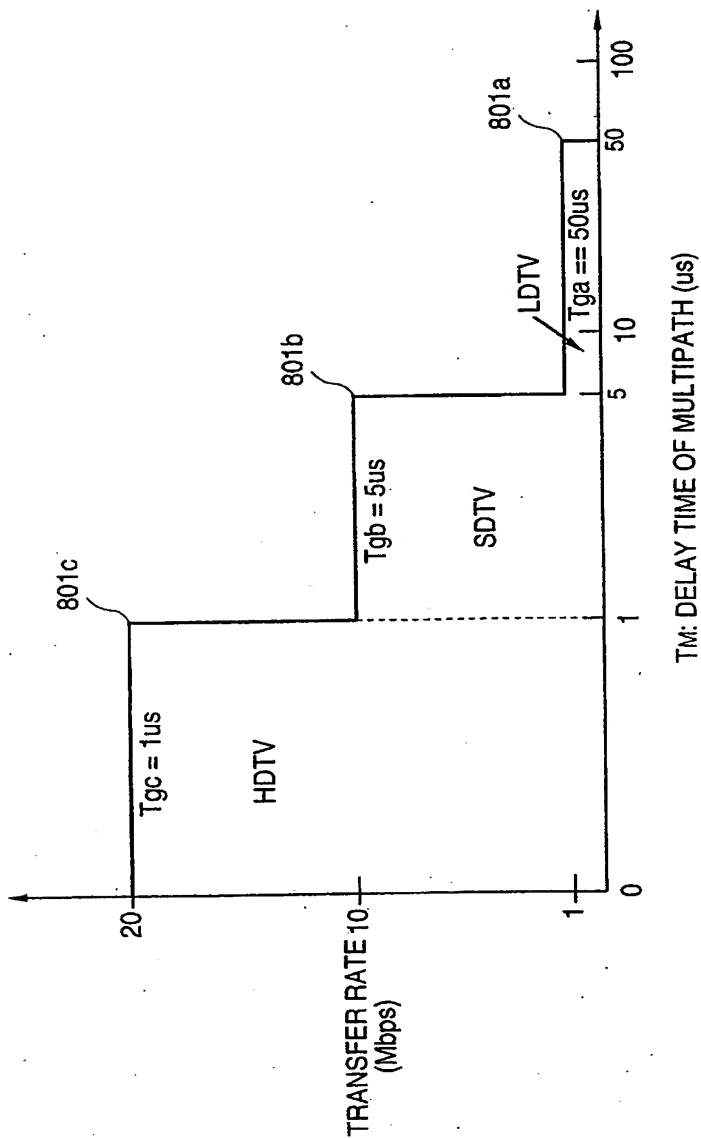 TRANSFER RATE
(Mbps)
20
10
1
0
1
5
10
50
100
TM: DELAY TIME OF MULTIPATH (us)
801c
Tgc = 1us
HDTV
801b
Tgb = 5us
SDTV
801a
LDTV
Tga == 50us